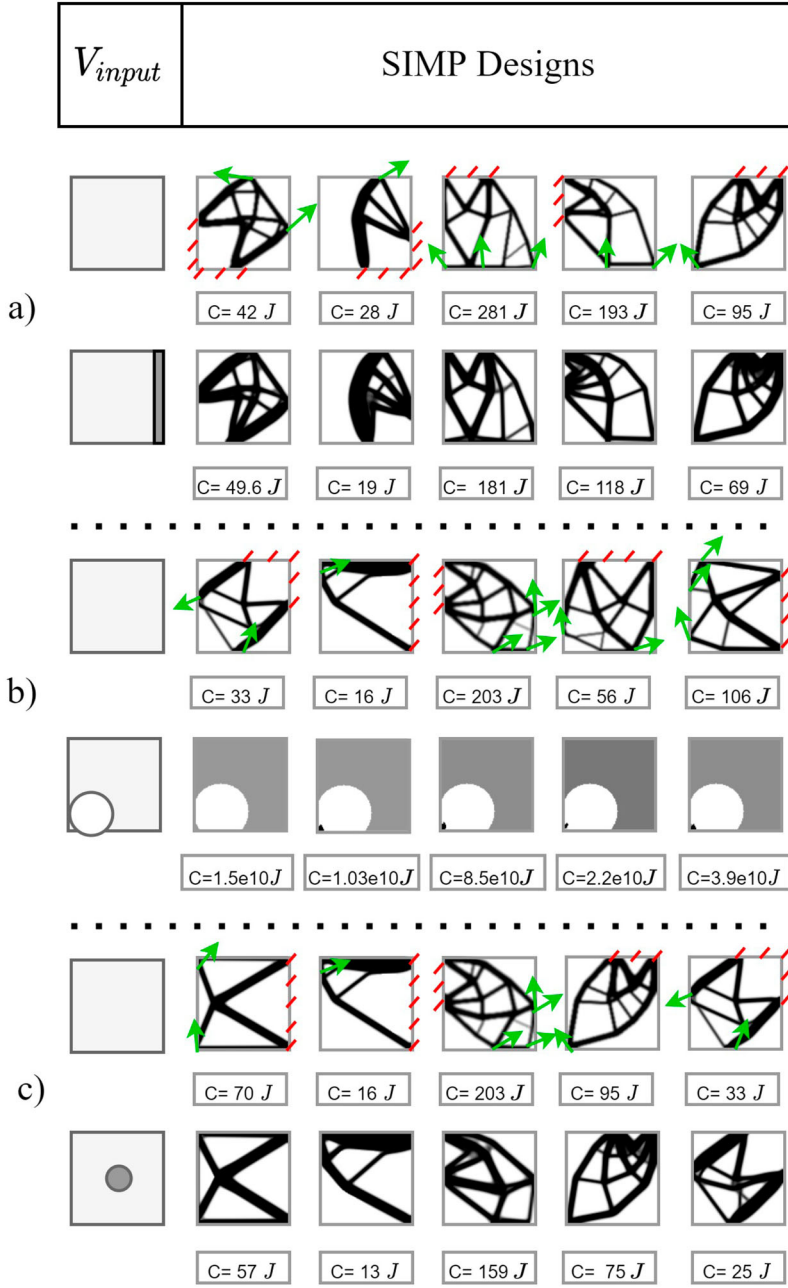 V_input SIMP Designs
a)
C= 42 J C= 28 J C= 281 J C= 193 J C= 95 J
C= 49.6 J C= 19 J C= 181 J C= 118 J C= 69 J
b)
C= 33 J C= 16 J C= 203 J C= 56 J C= 106 J
C=1.5e10J C=1.03e10J C=8.5e10J C=2.2e10J C=3.9e10J
c)
C= 70 J C= 16 J C= 203 J C= 95 J C= 33 J
C= 57 J C= 13 J C= 159 J C= 75 J C= 25 J